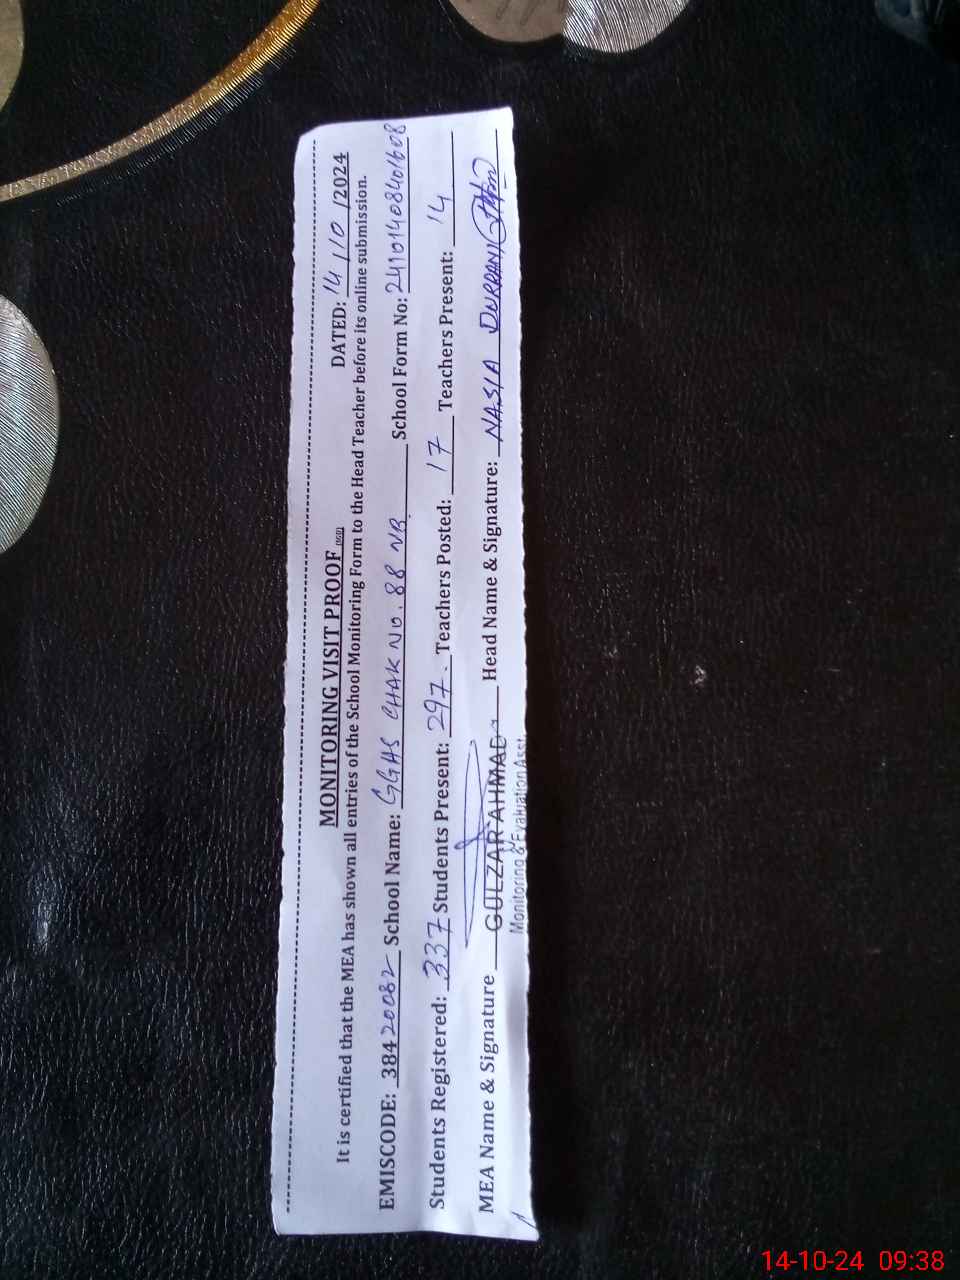 MONITORING VISIT PROOF DATED: 14/10/2024
It is certified that the MEA has shown all entries of the School Monitoring Form to the Head Teacher before its online submission.
EMISCODE: 38420082 School Name: GGHS CHAK No. 88 NB. School Form No: 24101408401608
Students Registered: 337 Students Present: 297. Teachers Posted: 17 Teachers Present: 14
MEA Name & Signature GULZAR AHMAD Head Name & Signature: NASIA DURRANI
Monitoring & Evaluation Asst.
14-10-24 09:38